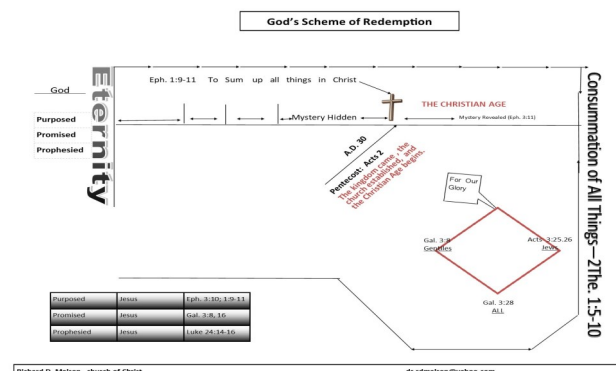 God's Scheme of Redemption
Eternity
God
Purposed
Promised
Prophesied
Eph. 1:9-11 To Sum up all things in Christ
THE CHRISTIAN AGE
Mystery Hidden
Mystery Revealed (Eph. 3:11)
A.D. 30
Pentecost: Acts 2
The kingdom came , the
church established, and
the Christian Age begins.
For Our
Glory
Gal. 3:8
Gentiles
Acts 3:25.26
Jews
Gal. 3:28
ALL
Consummation of All Things—2The. 1:5-10
Purposed Jesus Eph. 3:10; 1:9-11
Promised Jesus Gal. 3:8, 16
Prophesied Jesus Luke 24:14-16
Richard D. church of Christ